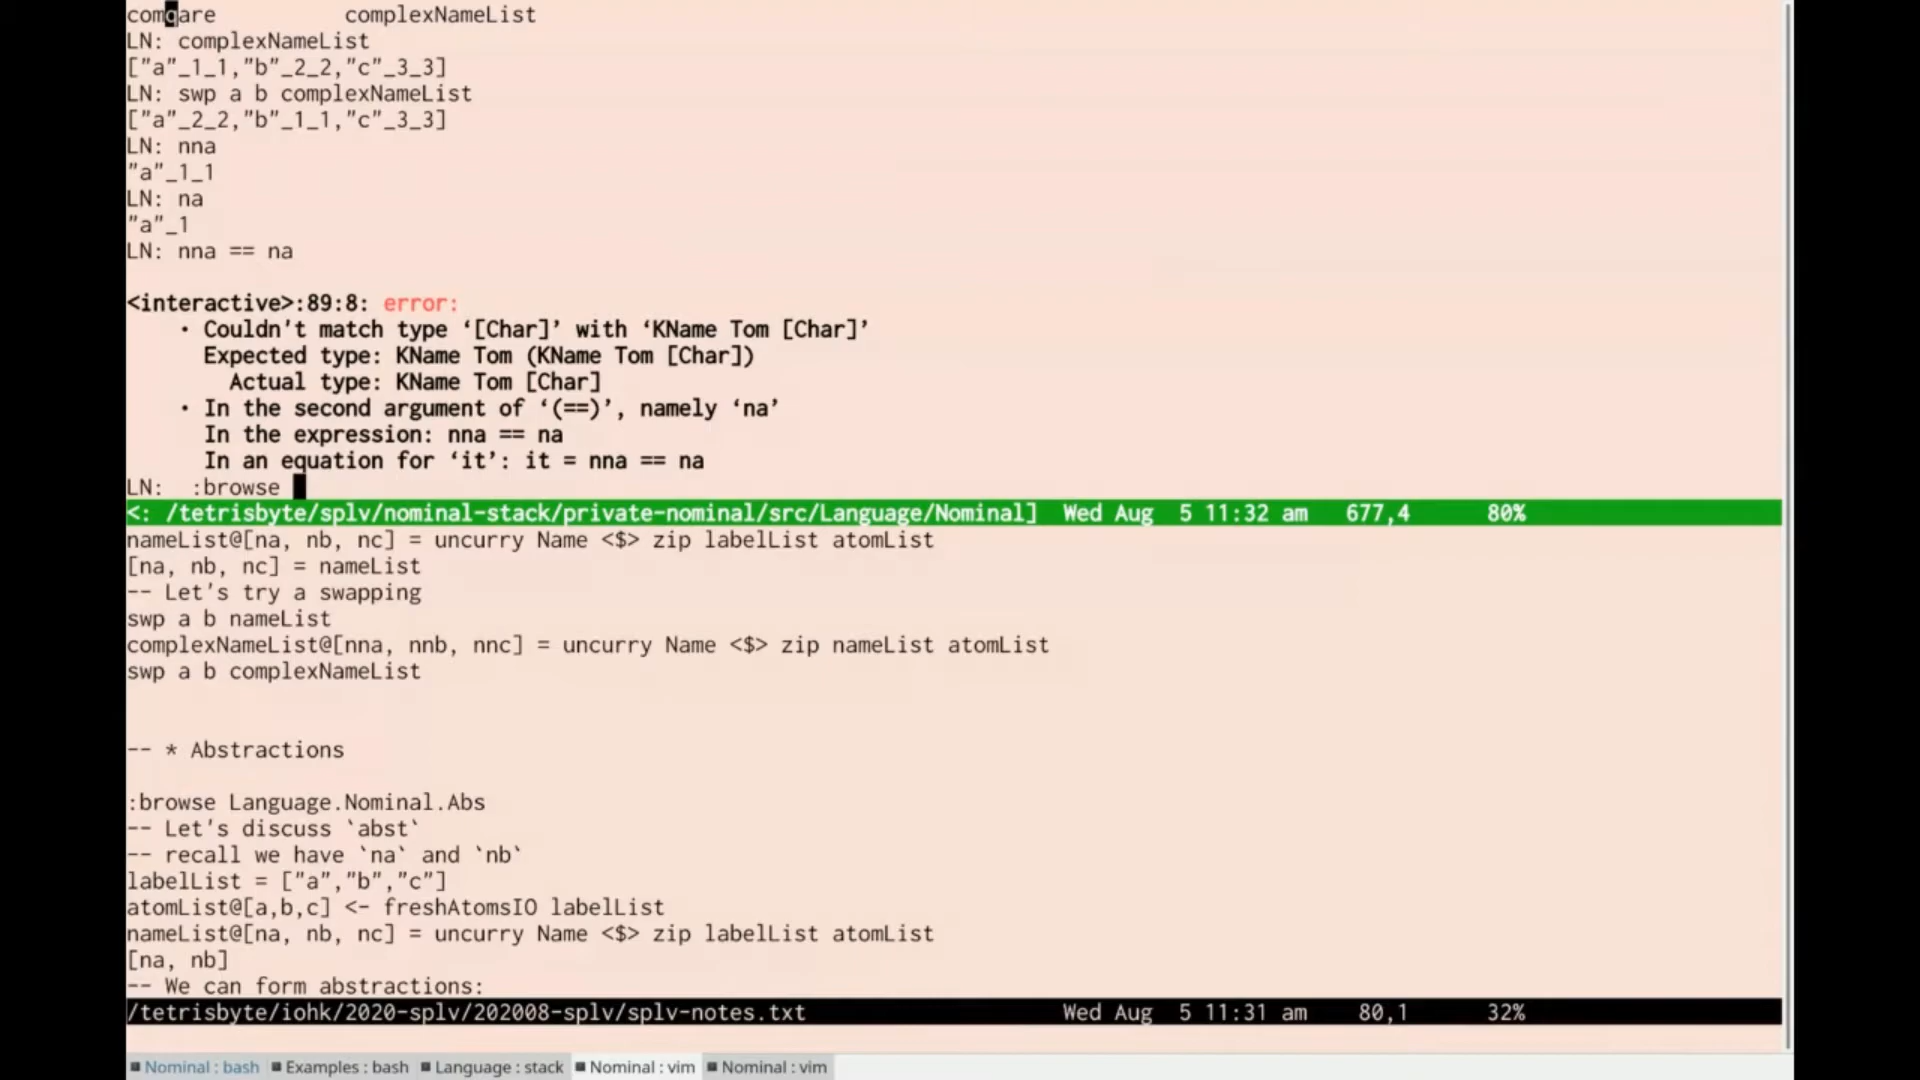 compare          complexNameList
LN: complexNameList
["a"_1_1,"b"_2_2,"c"_3_3]
LN: swp a b complexNameList
["a"_2_2,"b"_1_1,"c"_3_3]
LN: nna
"a"_1_1
LN: na
"a"_1
LN: nna == na
<interactive>:89:8: error:
• Couldn't match type ‘[Char]’ with ‘KName Tom [Char]’
Expected type: KName Tom (KName Tom [Char])
Actual type: KName Tom [Char]
• In the second argument of ‘(==)’, namely ‘na’
In the expression: nna == na
In an equation for ‘it’: it = nna == na
LN:  :browse
<: /tetrisbyte/splv/nominal-stack/private-nominal/src/Language/Nominal]  Wed Aug  5 11:32 am   677,4      80%
nameList@[na, nb, nc] = uncurry Name <$> zip labelList atomList
[na, nb, nc] = nameList
-- Let's try a swapping
swp a b nameList
complexNameList@[nna, nnb, nnc] = uncurry Name <$> zip nameList atomList
swp a b complexNameList
-- * Abstractions
:browse Language.Nominal.Abs
-- Let's discuss `abst`
-- recall we have `na` and `nb`
labelList = ["a","b","c"]
atomList@[a,b,c] <- freshAtomsIO labelList
nameList@[na, nb, nc] = uncurry Name <$> zip labelList atomList
[na, nb]
-- We can form abstractions:
/tetrisbyte/iohk/2020-splv/202008-splv/splv-notes.txt                    Wed Aug  5 11:31 am    80,1      32%
Nominal : bash  Examples : bash  Language : stack  Nominal : vim  Nominal : vim